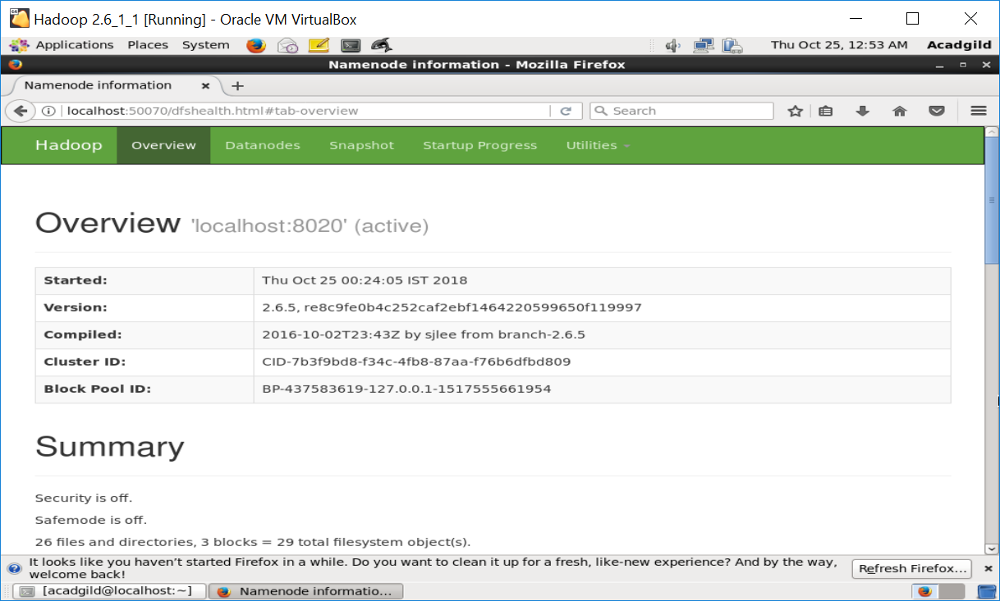 Hadoop 2.6_1_1 [Running] - Oracle VM VirtualBox
Applications Places System Thu Oct 25, 12:53 AM Acadgild
Namenode information - Mozilla Firefox
Namenode information
localhost:50070/dfshealth.html#tab-overview Search
Hadoop Overview Datanodes Snapshot Startup Progress Utilities
Overview 'localhost:8020' (active)
Started: Thu Oct 25 00:24:05 IST 2018
Version: 2.6.5, re8c9fe0b4c252caf2ebf1464220599650f119997
Compiled: 2016-10-02T23:43Z by sjlee from branch-2.6.5
Cluster ID: CID-7b3f9bd8-f34c-4fb8-87aa-f76b6dfbd809
Block Pool ID: BP-437583619-127.0.0.1-1517555661954
Summary
Security is off.
Safemode is off.
26 files and directories, 3 blocks = 29 total filesystem object(s).
It looks like you haven't started Firefox in a while. Do you want to clean it up for a fresh, like-new experience? And by the way,
welcome back!
Refresh Firefox...
[acadgild@localhost:~] Namenode informatio...